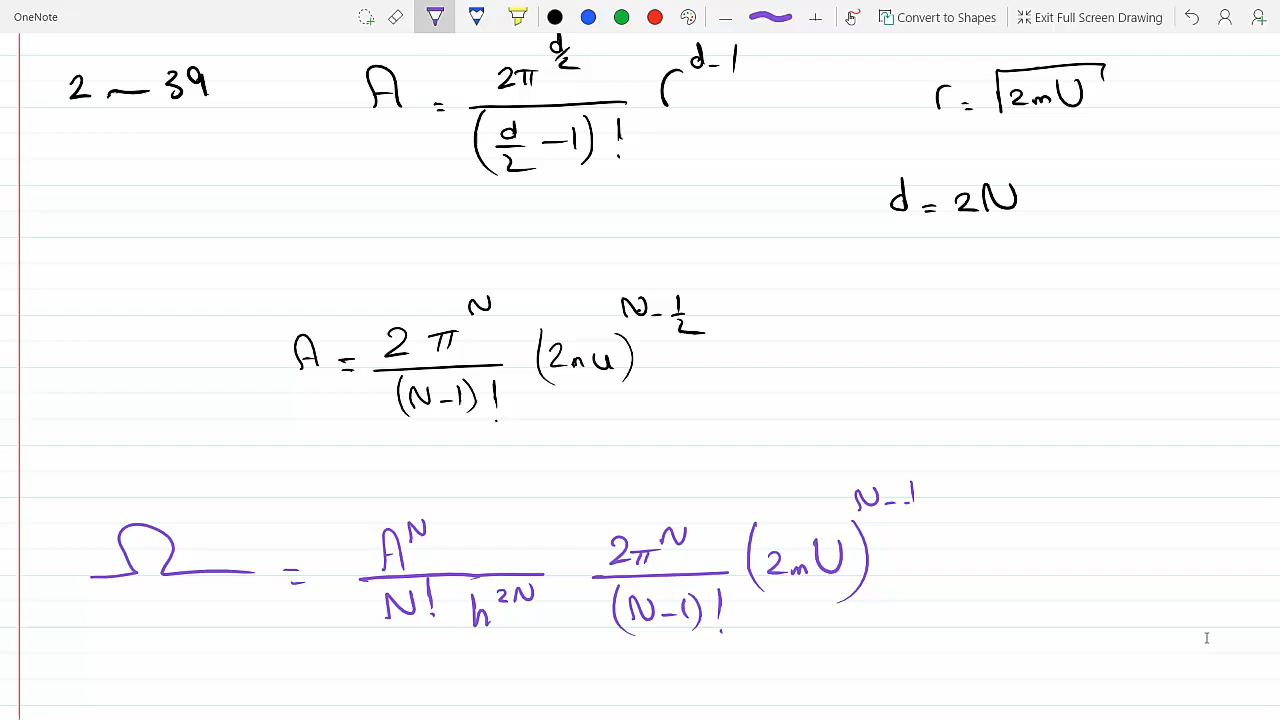 OneNote Convert to Shapes Exit Full Screen Drawing
2 ~ 39 A = 2π^(d/2) / (d/2 - 1)! r^(d-1) r = √(2mU)
d = 2N
A = 2π^N / (N-1)! (2mu)^(N-1/2)
Ω = A^N / N! h^(2N) 2π^N / (N-1)! (2mU)^(N-1)